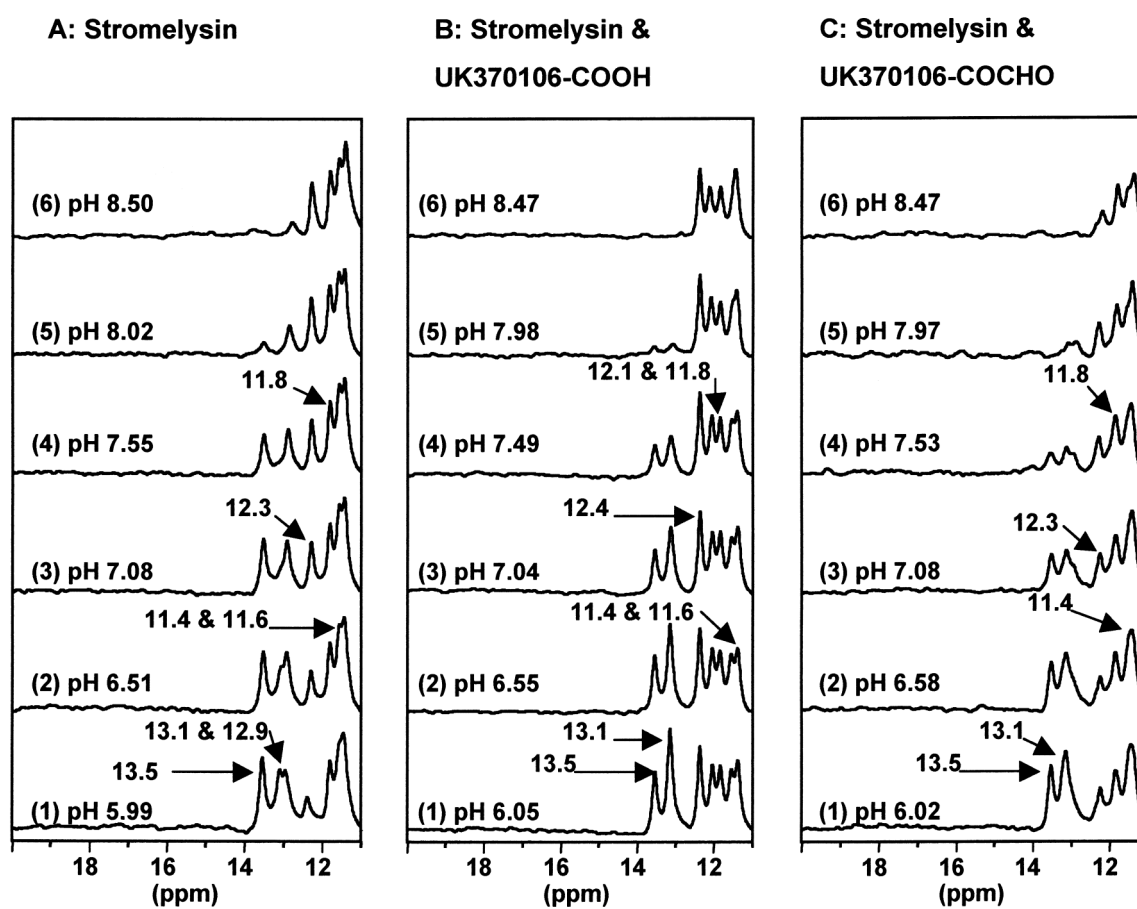 A: Stromelysin
(6) pH 8.50
(5) pH 8.02
11.8
(4) pH 7.55
12.3
(3) pH 7.08
11.4 & 11.6
(2) pH 6.51
13.1 & 12.9
13.5
(1) pH 5.99
18 16 14 12
(ppm)
B: Stromelysin &
UK370106-COOH
(6) pH 8.47
(5) pH 7.98
12.1 & 11.8
(4) pH 7.49
12.4
(3) pH 7.04
11.4 & 11.6
(2) pH 6.55
13.1
13.5
(1) pH 6.05
18 16 14 12
(ppm)
C: Stromelysin &
UK370106-COCHO
(6) pH 8.47
(5) pH 7.97
11.8
(4) pH 7.53
12.3
(3) pH 7.08
11.4
(2) pH 6.58
13.1
13.5
(1) pH 6.02
18 16 14 12
(ppm)